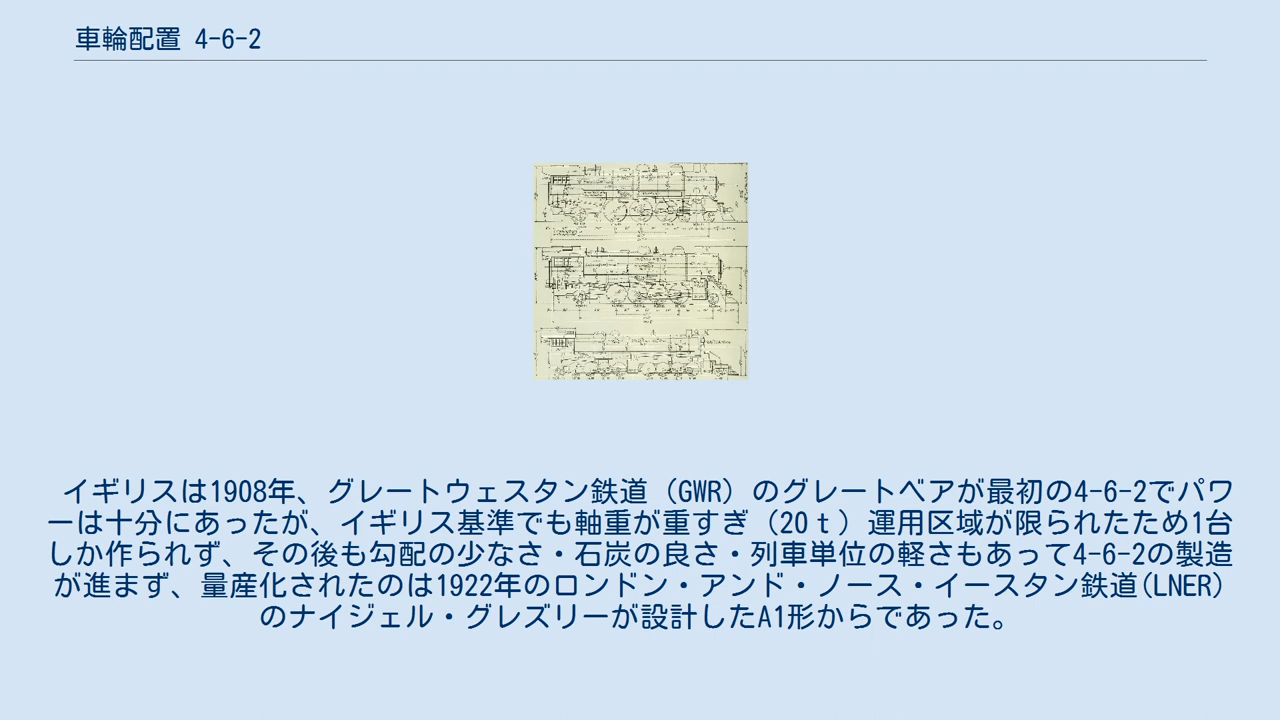 車輪配置 4-6-2
イギリスは1908年、グレートウェスタン鉄道（GWR）のグレートベアが最初の4-6-2でパワ
ーは十分にあったが、イギリス基準でも軸重が重すぎ（20ｔ）運用区域が限られたため1台
しか作られず、その後も勾配の少なさ・石炭の良さ・列車単位の軽さもあって4-6-2の製造
が進まず、量産化されたのは1922年のロンドン・アンド・ノース・イースタン鉄道(LNER)
のナイジェル・グレズリーが設計したA1形からであった。